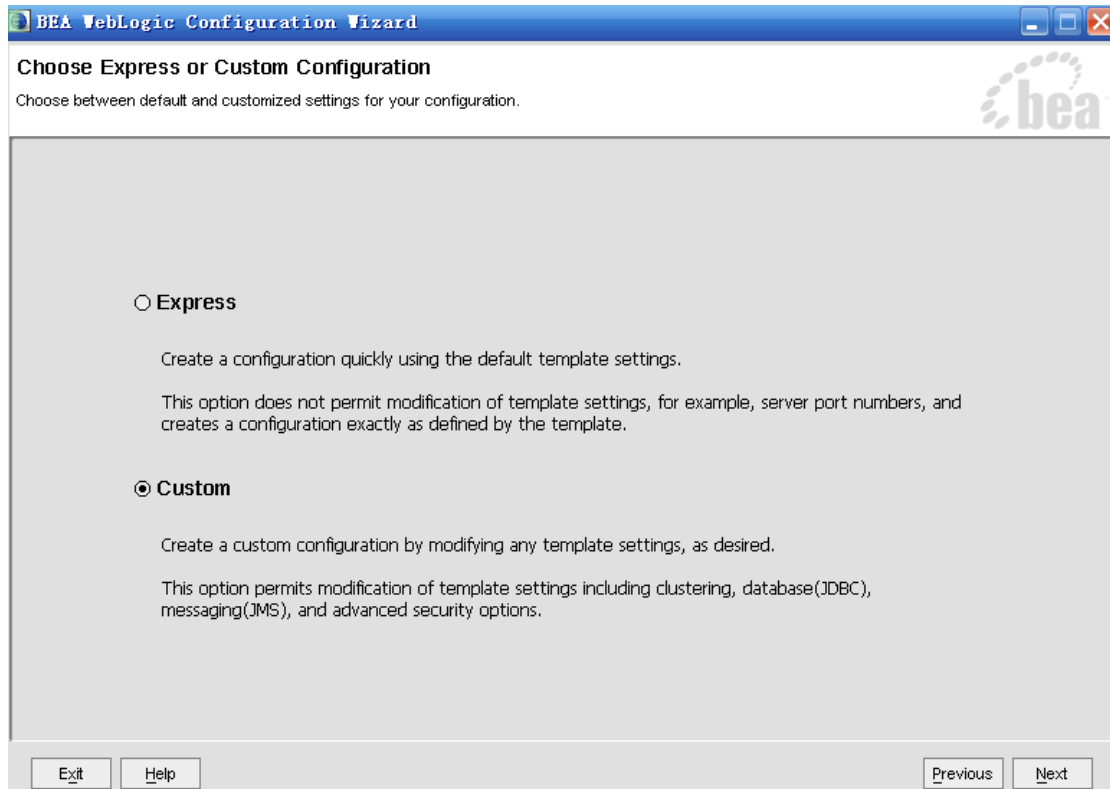 BEA WebLogic Configuration Wizard
Choose Express or Custom Configuration
Choose between default and customized settings for your configuration.
bea
Express
Create a configuration quickly using the default template settings.
This option does not permit modification of template settings, for example, server port numbers, and
creates a configuration exactly as defined by the template.
Custom
Create a custom configuration by modifying any template settings, as desired.
This option permits modification of template settings including clustering, database(JDBC),
messaging(JMS), and advanced security options.
Exit Help Previous Next